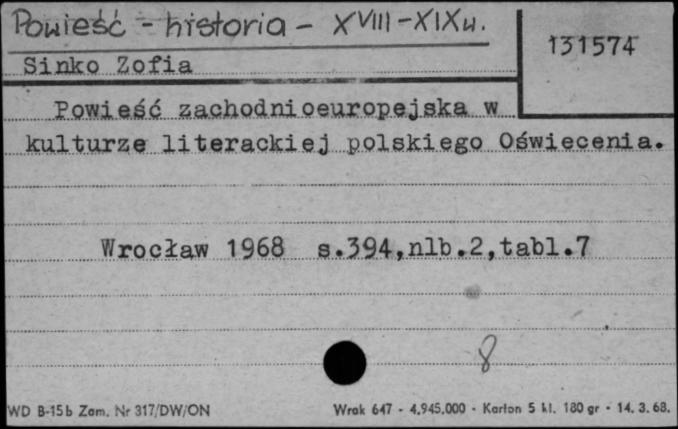 Powieść - historia - XVIII-XIXw.
131574
Sinko Zofia
Powieść zachodnioeuropejska w
kulturze literackiej polskiego Oświecenia.
Wrocław 1968 s.394,nlb.2,tabl.7
8
WD B-15b Zam. Nr 317/DW/ON
Wrak 647 - 4.945.000 - Karton 5 kl. 180 gr - 14. 3. 68.